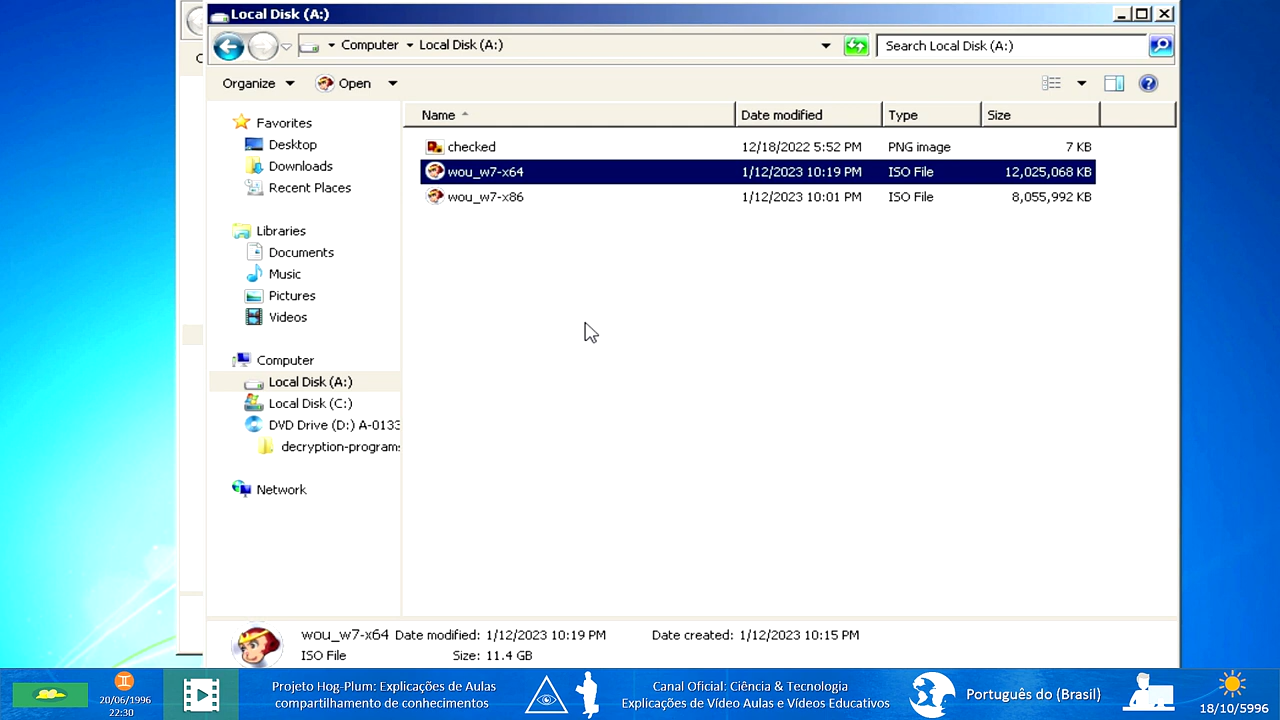 Local Disk (A:)
Computer Local Disk (A:)
Search Local Disk (A:)
Organize Open
Name Date modified Type Size
Favorites
Desktop
Downloads
Recent Places
Libraries
Documents
Music
Pictures
Videos
Computer
Local Disk (A:)
Local Disk (C:)
DVD Drive (D:) A-0133
decryption-programs
Network
checked 12/18/2022 5:52 PM PNG image 7 KB
wou_w7-x64 1/12/2023 10:19 PM ISO File 12,025,068 KB
wou_w7-x86 1/12/2023 10:01 PM ISO File 8,055,992 KB
wou_w7-x64 Date modified: 1/12/2023 10:19 PM Date created: 1/12/2023 10:15 PM
ISO File Size: 11.4 GB
20/06/1996
22:30
Projeto Hog-Plum: Explicações de Aulas
compartilhamento de conhecimentos
Canal Oficial: Ciência & Tecnologia
Explicações de Vídeo Aulas e Vídeos Educativos
Português do (Brasil)
18/10/5996